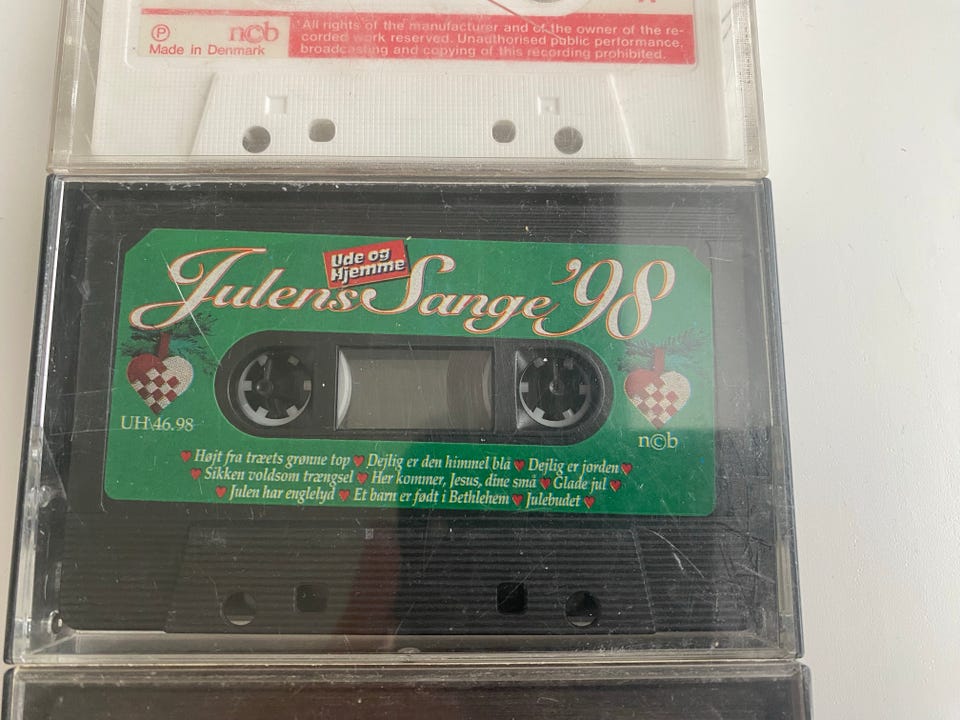 All rights of the manufacturer and of the owner of the re-
corded work reserved. Unauthorised public performance,
broadcasting and copying of this recording prohibited.
Ⓟ n©b
Made in Denmark
Ude og
Hjemme
Julens Sange '98
UH 46.98
n©b
Højt fra træets grønne top Dejlig er den himmel blå Dejlig er jorden
Sikken voldsom trængsel Her kommer, Jesus, dine små Glade jul
Julen har englelyd Et barn er født i Bethlehem Julebudet